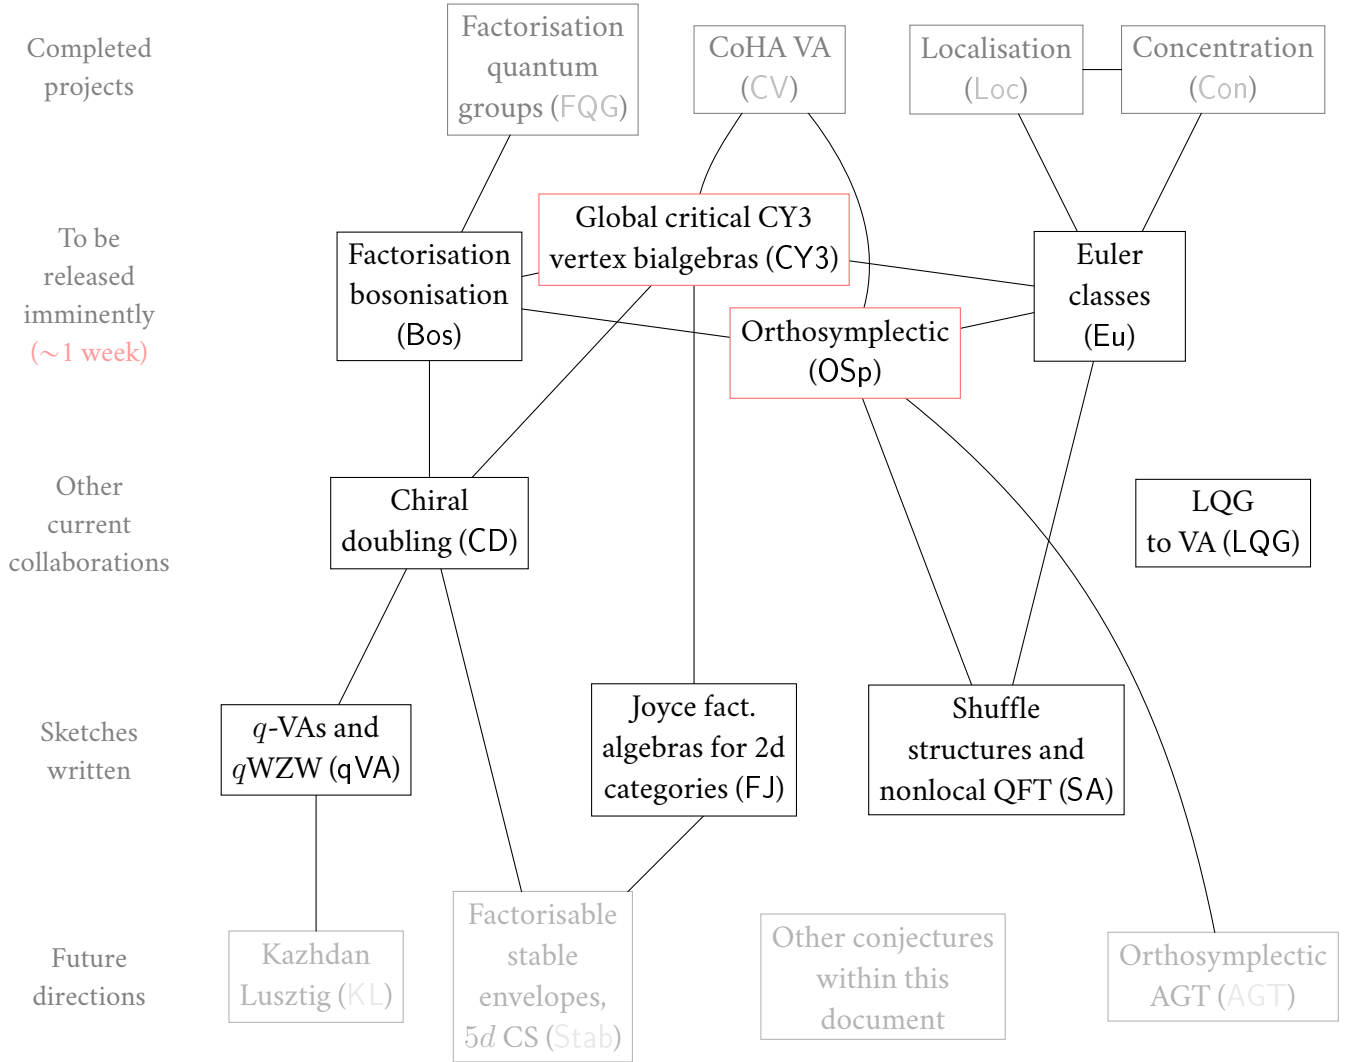 Completed
projects
Factorisation
quantum
groups (FQG)
CoHA VA
(CV)
Localisation
(Loc)
Concentration
(Con)
To be
released
imminently
(~1 week)
Factorisation
bosonisation
(Bos)
Global critical CY3
vertex bialgebras (CY3)
Orthosymplectic
(OSp)
Euler
classes
(Eu)
Other
current
collaborations
Chiral
doubling (CD)
LQG
to VA (LQG)
Sketches
written
q-VAs and
qWZW (qVA)
Joyce fact.
algebras for 2d
categories (FJ)
Shuffle
structures and
nonlocal QFT (SA)
Future
directions
Kazhdan
Lusztig (KL)
Factorisable
stable
envelopes,
5d CS (Stab)
Other conjectures
within this
document
Orthosymplectic
AGT (AGT)